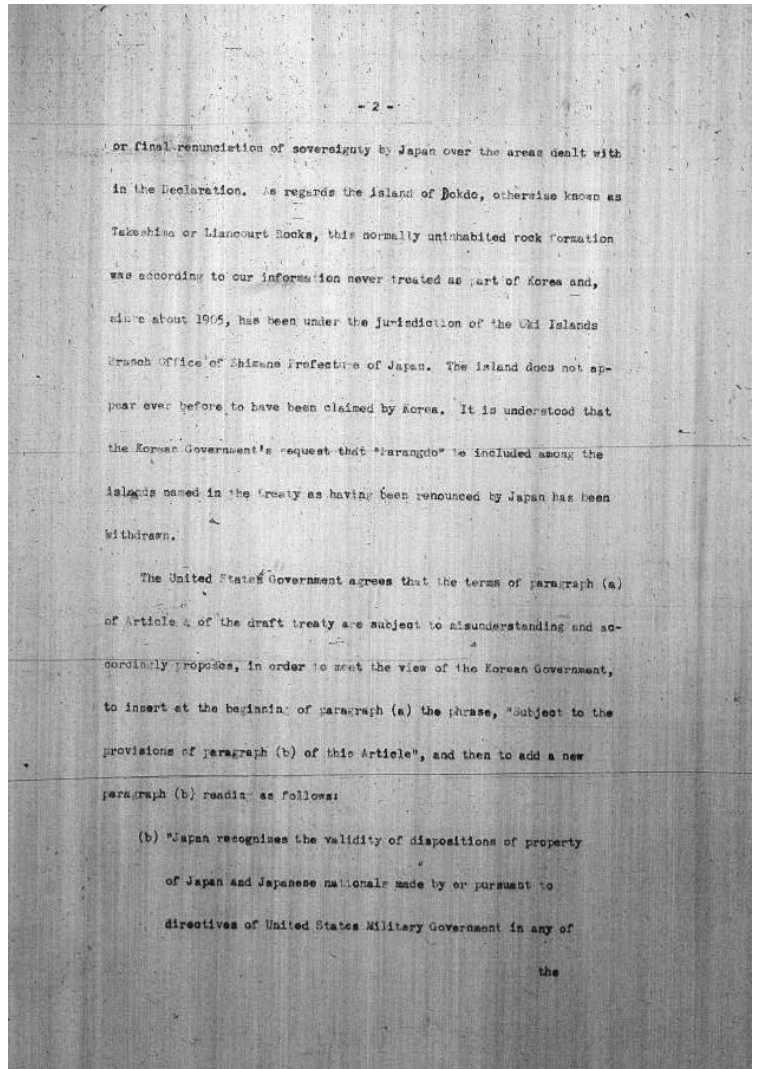 - 2 -
or final renunciation of sovereignty by Japan over the areas dealt with
in the Declaration. As regards the island of Dokdo, otherwise known as
Takeshima or Liancourt Rocks, this normally uninhabited rock formation
was according to our information never treated as part of Korea and,
since about 1905, has been under the jurisdiction of the Oki Islands
Branch Office of Shimane Prefecture of Japan. The island does not ap-
pear ever before to have been claimed by Korea. It is understood that
the Korean Government's request that "Parangdo" be included among the
islands named in the treaty as having been renounced by Japan has been
withdrawn.
The United States Government agrees that the terms of paragraph (a)
of Article 4 of the draft treaty are subject to misunderstanding and ac-
cordingly proposes, in order to meet the view of the Korean Government,
to insert at the beginning of paragraph (a) the phrase, "Subject to the
provisions of paragraph (b) of this Article", and then to add a new
paragraph (b) reading as follows:
(b) "Japan recognizes the validity of dispositions of property
of Japan and Japanese nationals made by or pursuant to
directives of United States Military Government in any of
the